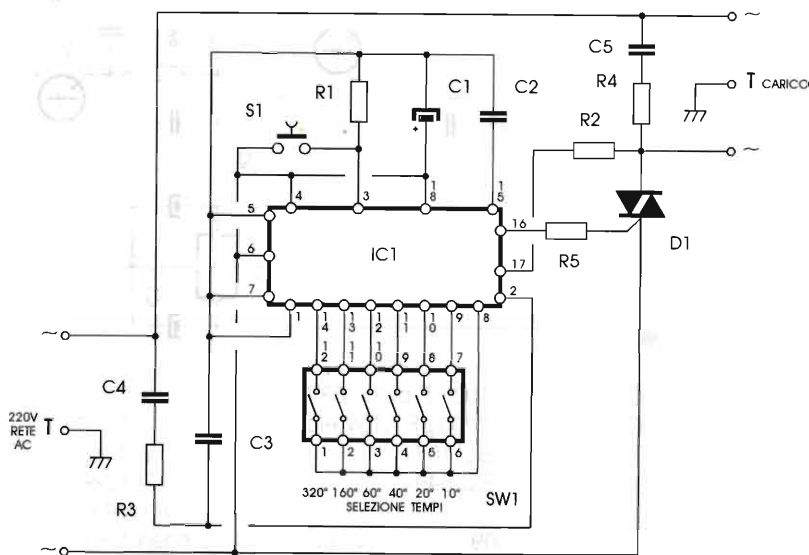 ~
C5
R4
T CARICO
R2
~
D1
R5
S1
R1
C1
C2
+
4
3
18
15
5
6
7
IC1
16
17
2
1
14
13
12
11
10
9
8
12
11
10
9
8
7
1
2
3
4
5
6
320" 160" 60" 40" 20" 10"
SELEZIONE TEMPI
SW1
~
C4
220V
RETE T
AC
R3
C3
~